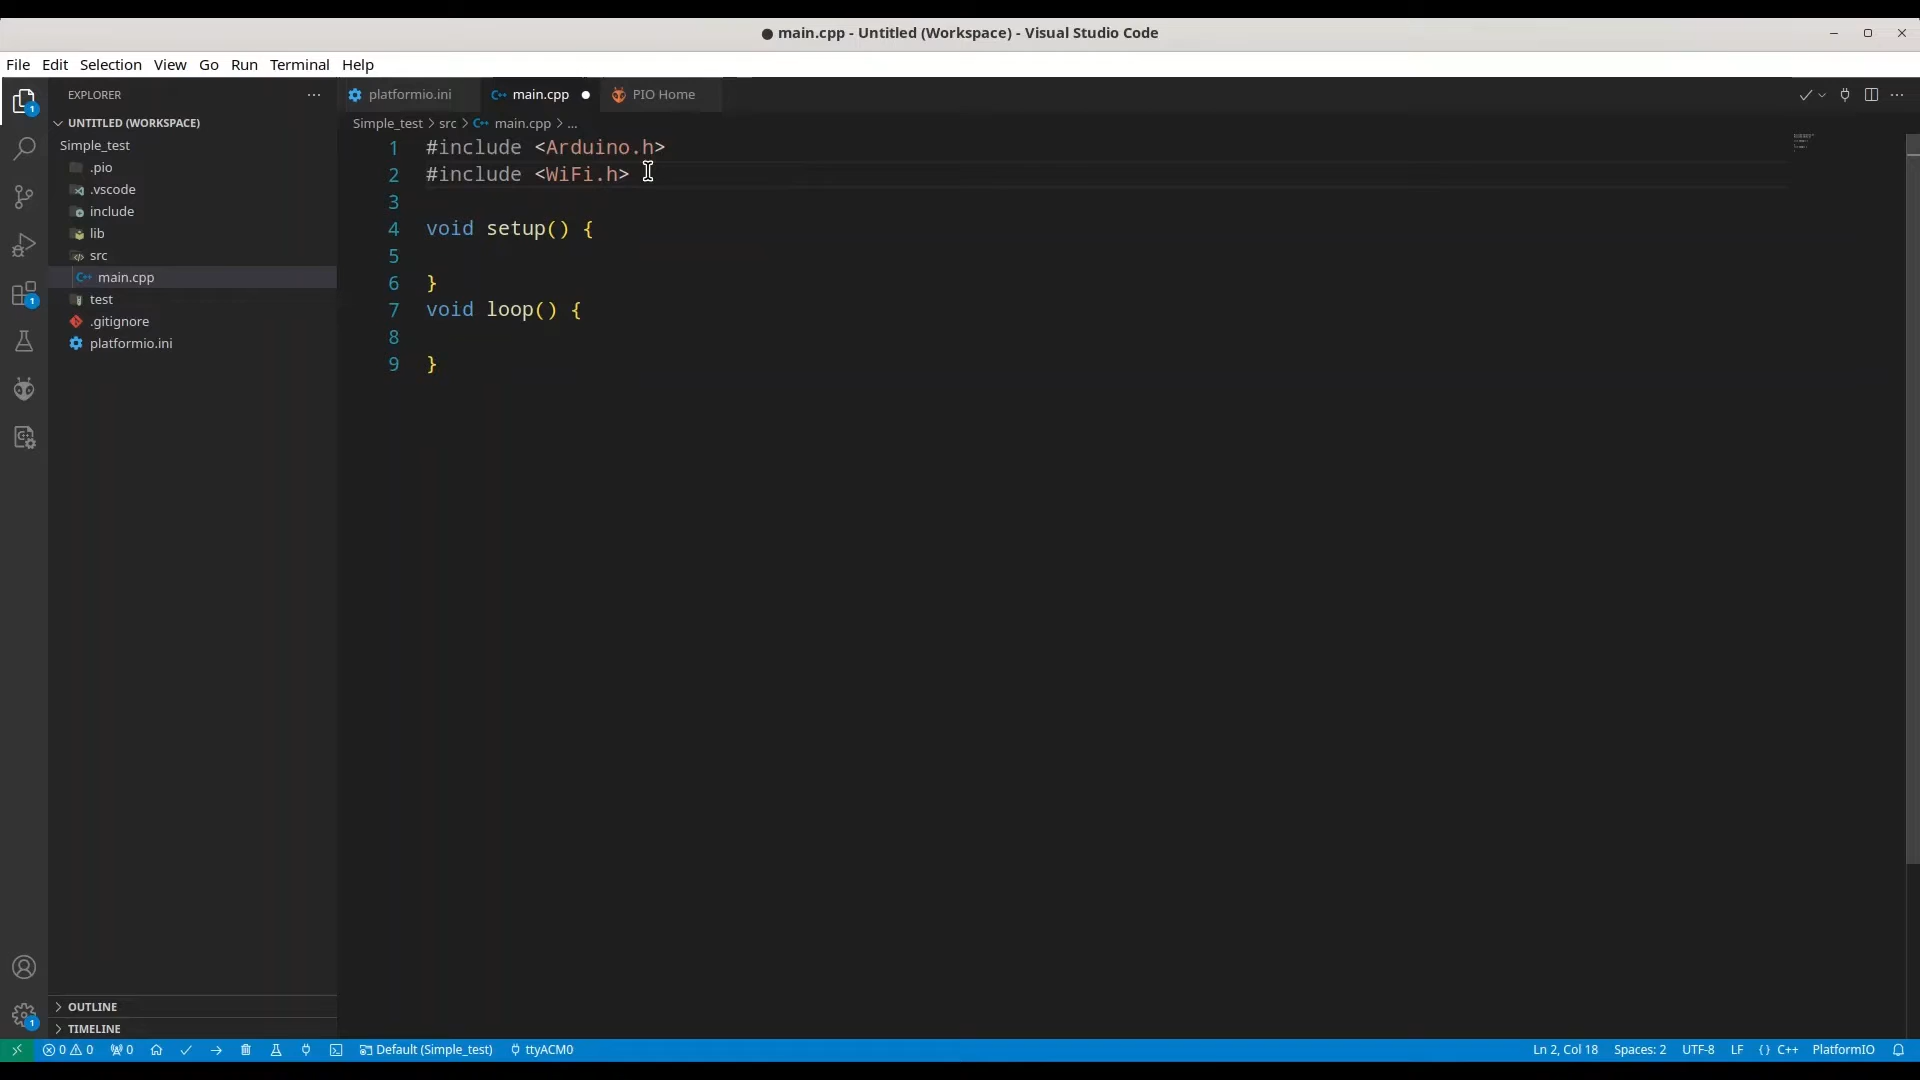 ● main.cpp - Untitled (Workspace) - Visual Studio Code
File Edit Selection View Go Run Terminal Help
EXPLORER
platformio.ini main.cpp PIO Home
UNTITLED (WORKSPACE)
Simple_test > src > main.cpp > ...
Simple_test
.pio
.vscode
include
lib
src
main.cpp
test
.gitignore
platformio.ini
1 #include <Arduino.h>
2 #include <WiFi.h>
3
4 void setup() {
5
6 }
7 void loop() {
8
9 }
1
1
1
OUTLINE
TIMELINE
0 0 0 Default (Simple_test) ttyACM0 Ln 2, Col 18 Spaces: 2 UTF-8 LF {} C++ PlatformIO